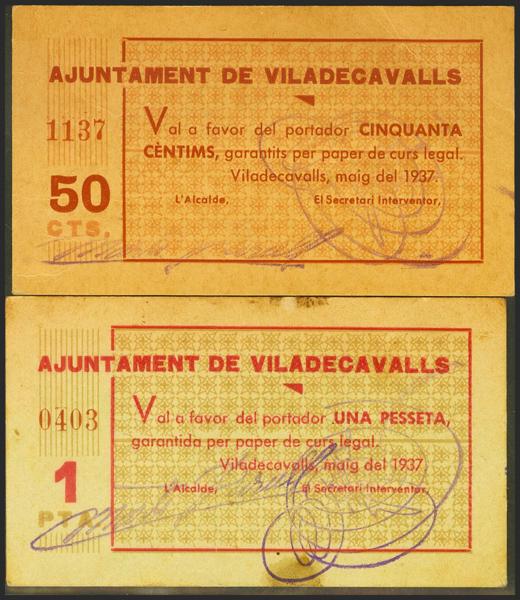 AJUNTAMENT DE VILADECAVALLS
1137
Val a favor del portador CINQUANTA
CÈNTIMS, garantits per paper de curs legal.
Viladecavalls, maig del 1937
50
CTS.
L'Alcalde, El Secretari Interventor,
AJUNTAMENT DE VILADECAVALLS
0403
Val a favor del portador UNA PESSETA,
garantida per paper de curs legal.
Viladecavalls, maig del 1937
1
PTA.
L'Alcalde, El Secretari Interventor,